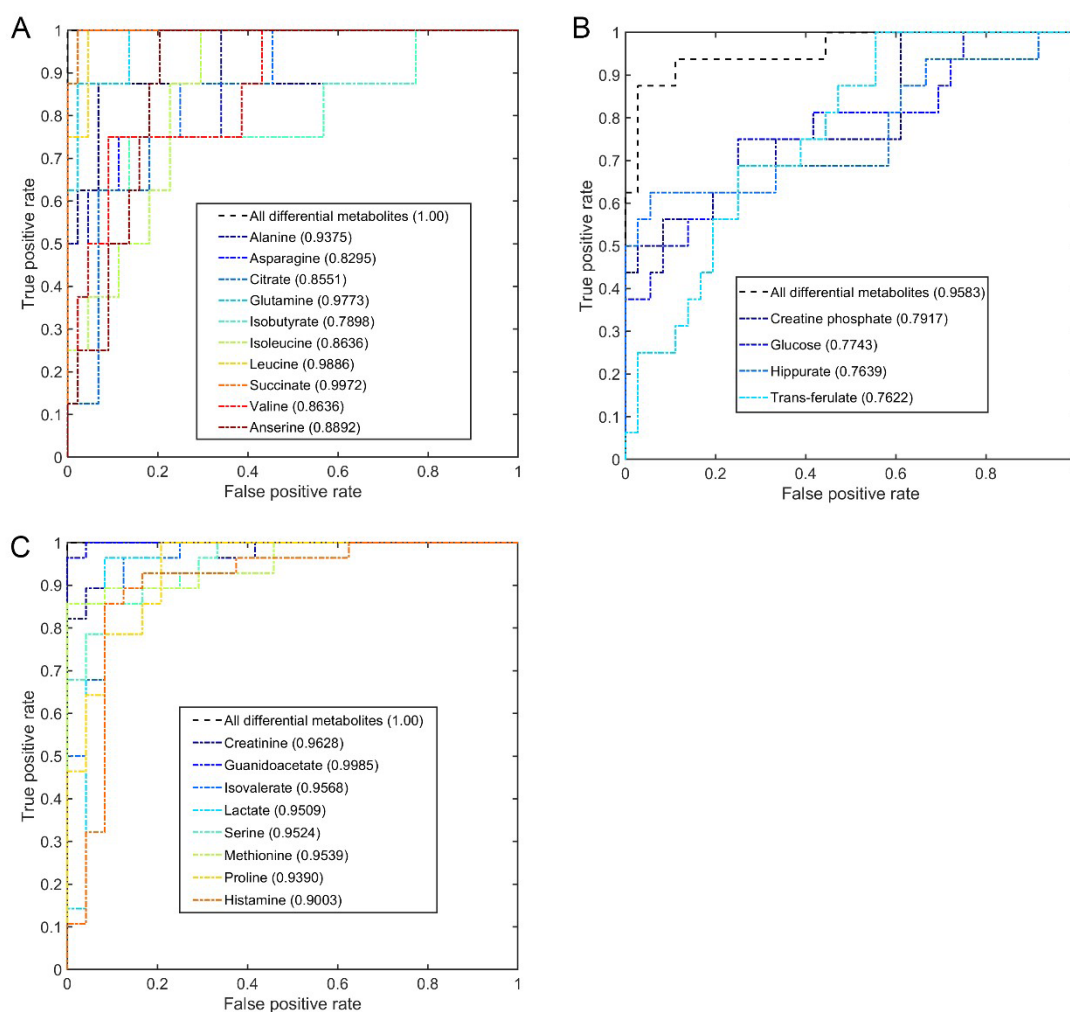 A
1
0.9
0.8
0.7
0.6
0.5
0.4
0.3
0.2
0.1
0
True positive rate
All differential metabolites (1.00)
Alanine (0.9375)
Asparagine (0.8295)
Citrate (0.8551)
Glutamine (0.9773)
Isobutyrate (0.7898)
Isoleucine (0.8636)
Leucine (0.9886)
Succinate (0.9972)
Valine (0.8636)
Anserine (0.8892)
0 0.2 0.4 0.6 0.8 1
False positive rate
B
1
0.9
0.8
0.7
0.6
0.5
0.4
0.3
0.2
0.1
0
True positive rate
All differential metabolites (0.9583)
Creatine phosphate (0.7917)
Glucose (0.7743)
Hippurate (0.7639)
Trans-ferulate (0.7622)
0 0.2 0.4 0.6 0.8
False positive rate
C
1
0.9
0.8
0.7
0.6
0.5
0.4
0.3
0.2
0.1
0
True positive rate
All differential metabolites (1.00)
Creatinine (0.9628)
Guanidoacetate (0.9985)
Isovalerate (0.9568)
Lactate (0.9509)
Serine (0.9524)
Methionine (0.9539)
Proline (0.9390)
Histamine (0.9003)
0 0.2 0.4 0.6 0.8 1
False positive rate